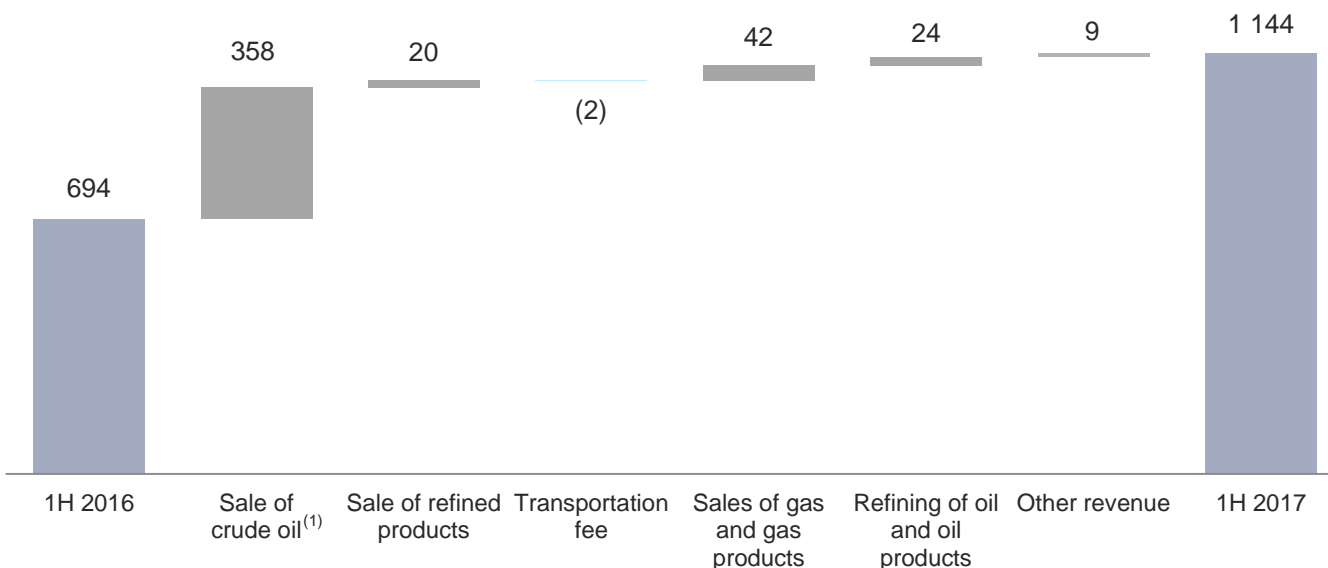 694
358
20
(2)
42
24
9
1 144
1H 2016
Sale of
crude oil(1)
Sale of refined
products
Transportation
fee
Sales of gas
and gas
products
Refining of oil
and oil
products
Other revenue
1H 2017